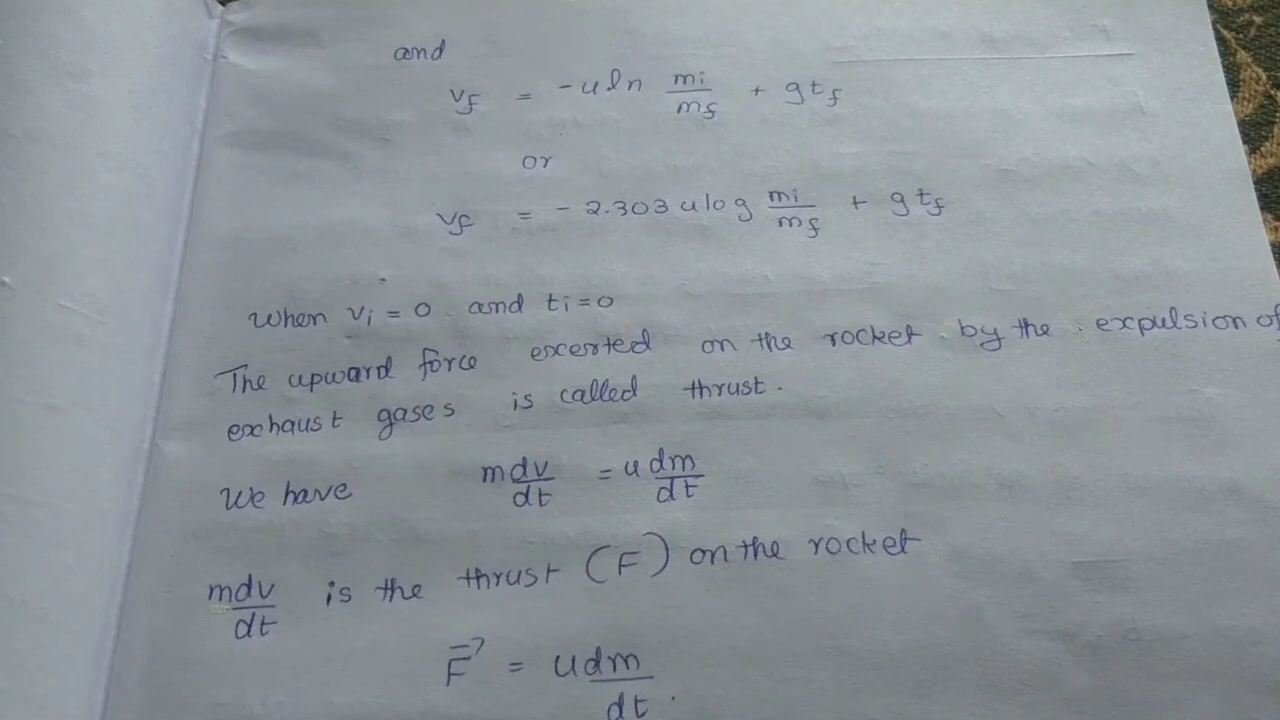 and
vf = -u ln mi/mf + gtf
or
vf = -2.303 u log mi/mf + gtf
When vi = 0 and ti=0
The upward force excerted on the rocket by the expulsion of
exhaust gases is called thrust.
We have mdv/dt = u dm/dt
mdv/dt is the thrust (F) on the rocket
F⃗ = udm/dt.